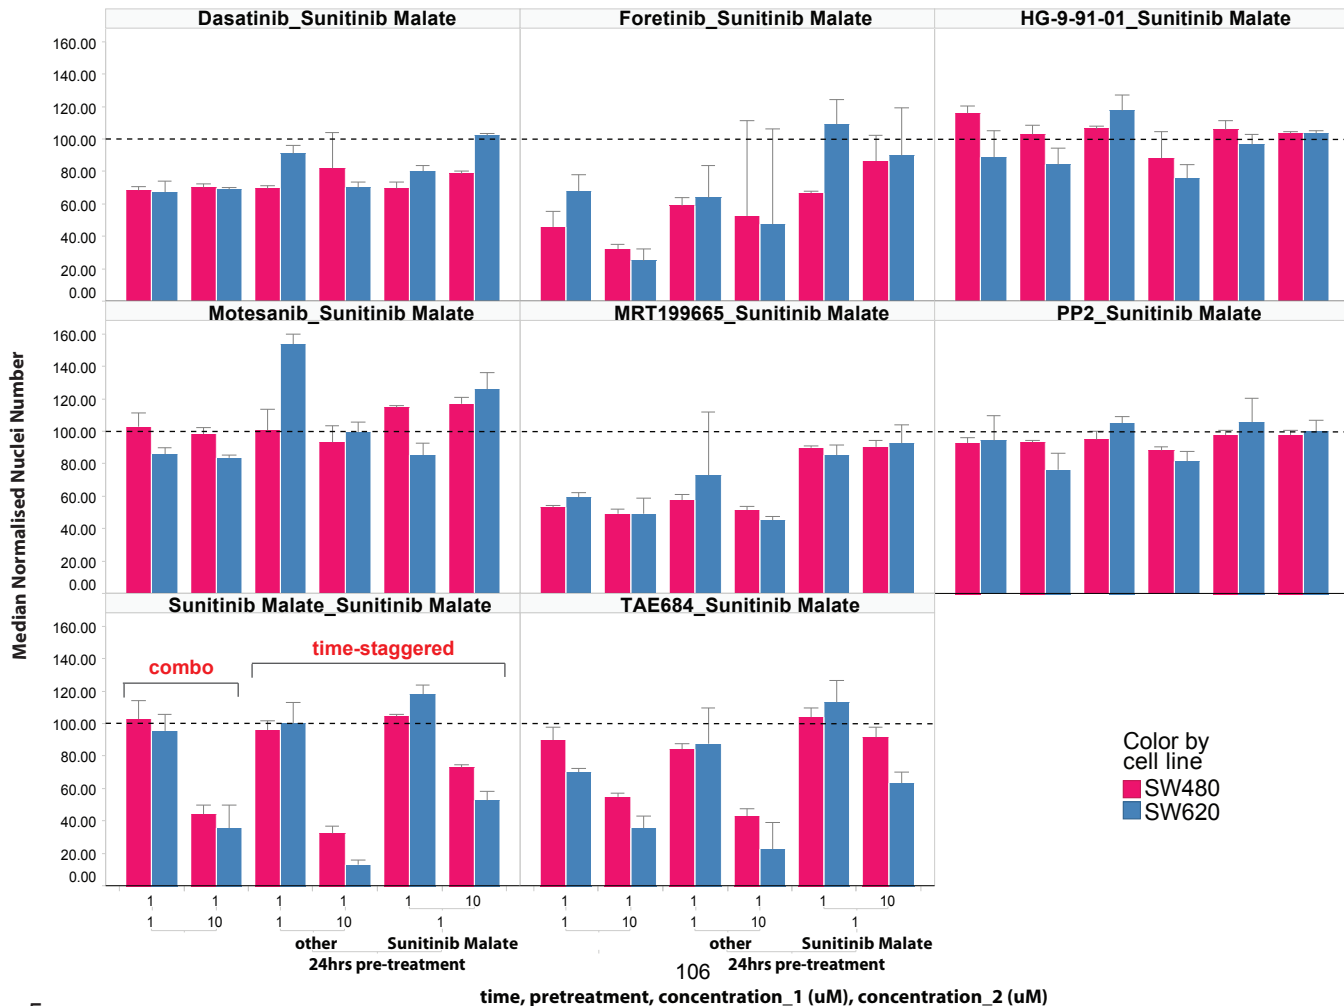 Dasatinib_Sunitinib Malate
Foretinib_Sunitinib Malate
HG-9-91-01_Sunitinib Malate
160.00
140.00
120.00
100.00
80.00
60.00
40.00
20.00
0.00
Motesanib_Sunitinib Malate
MRT199665_Sunitinib Malate
PP2_Sunitinib Malate
160.00
140.00
120.00
100.00
80.00
60.00
40.00
20.00
0.00
Median Normalised Nuclei Number
Sunitinib Malate_Sunitinib Malate
TAE684_Sunitinib Malate
160.00
140.00
120.00
100.00
80.00
60.00
40.00
20.00
0.00
combo
time-staggered
Color by
cell line
SW480
SW620
1 1 1 1 1 10 1 1 1 1 1 10
1 10 1 10 1 1 10 1 10 1
other Sunitinib Malate other Sunitinib Malate
24hrs pre-treatment 24hrs pre-treatment
106
time, pretreatment, concentration_1 (uM), concentration_2 (uM)